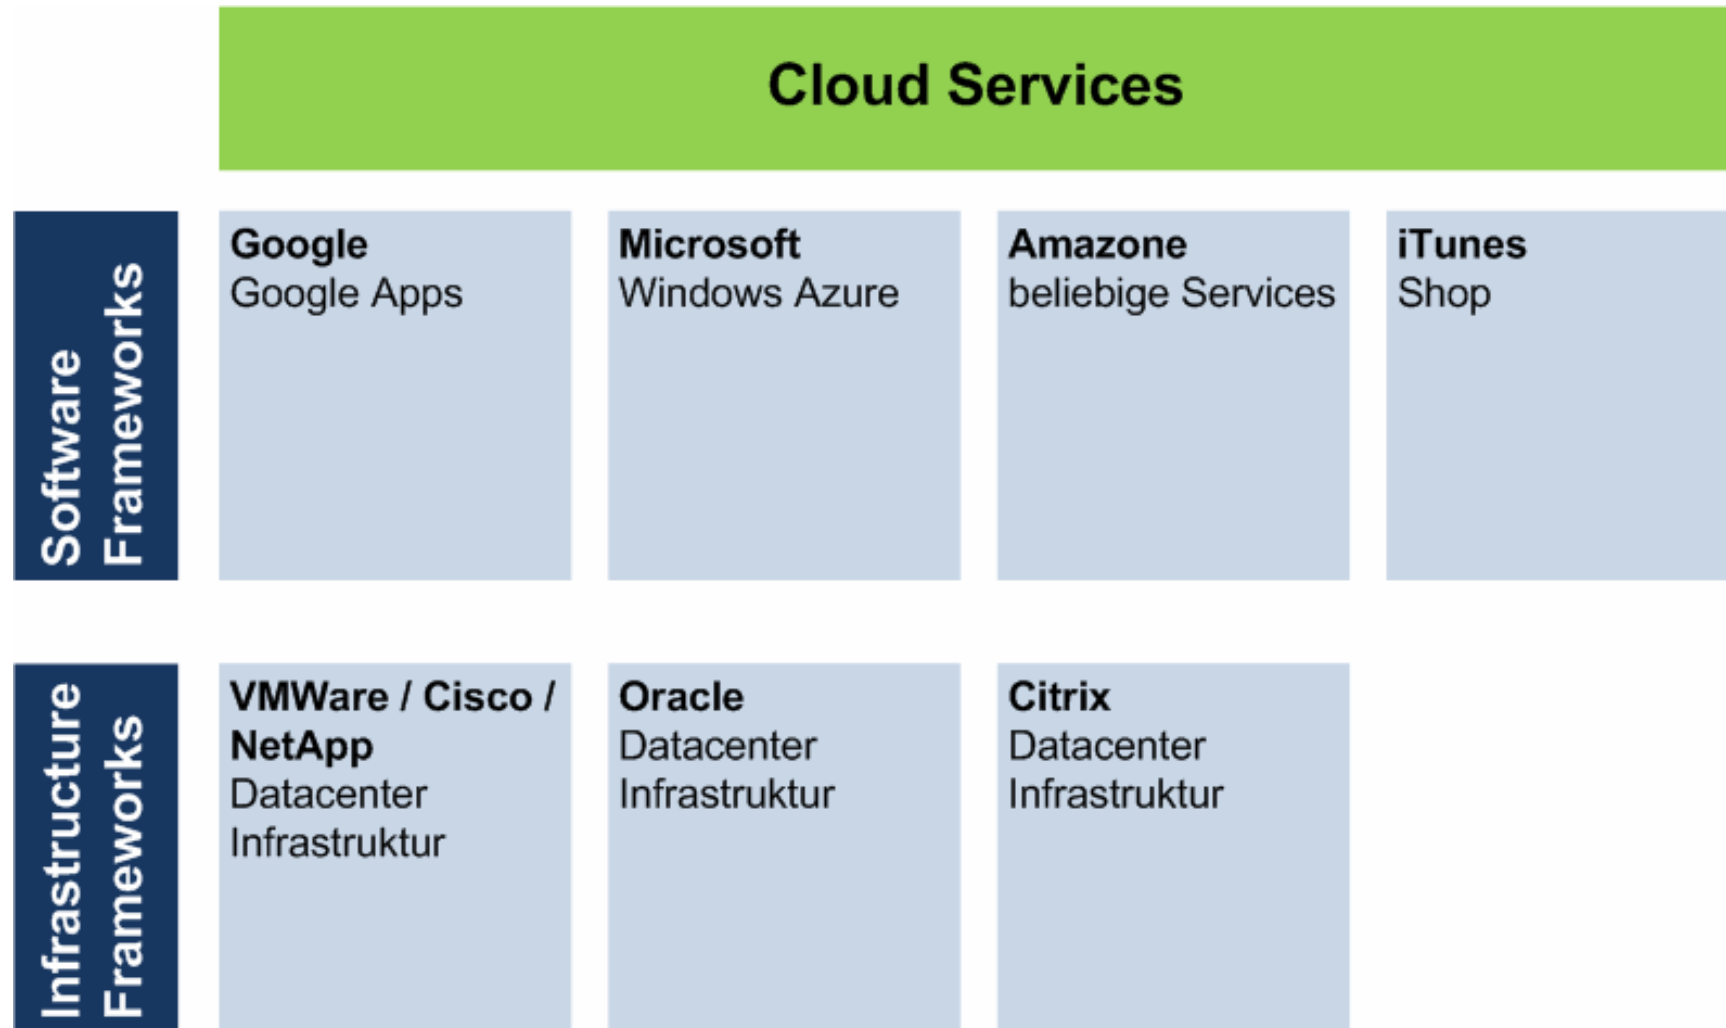 Cloud Services
Software
Frameworks
Google
Google Apps
Microsoft
Windows Azure
Amazone
beliebige Services
iTunes
Shop
Infrastructure
Frameworks
VMWare / Cisco /
NetApp
Datacenter
Infrastruktur
Oracle
Datacenter
Infrastruktur
Citrix
Datacenter
Infrastruktur